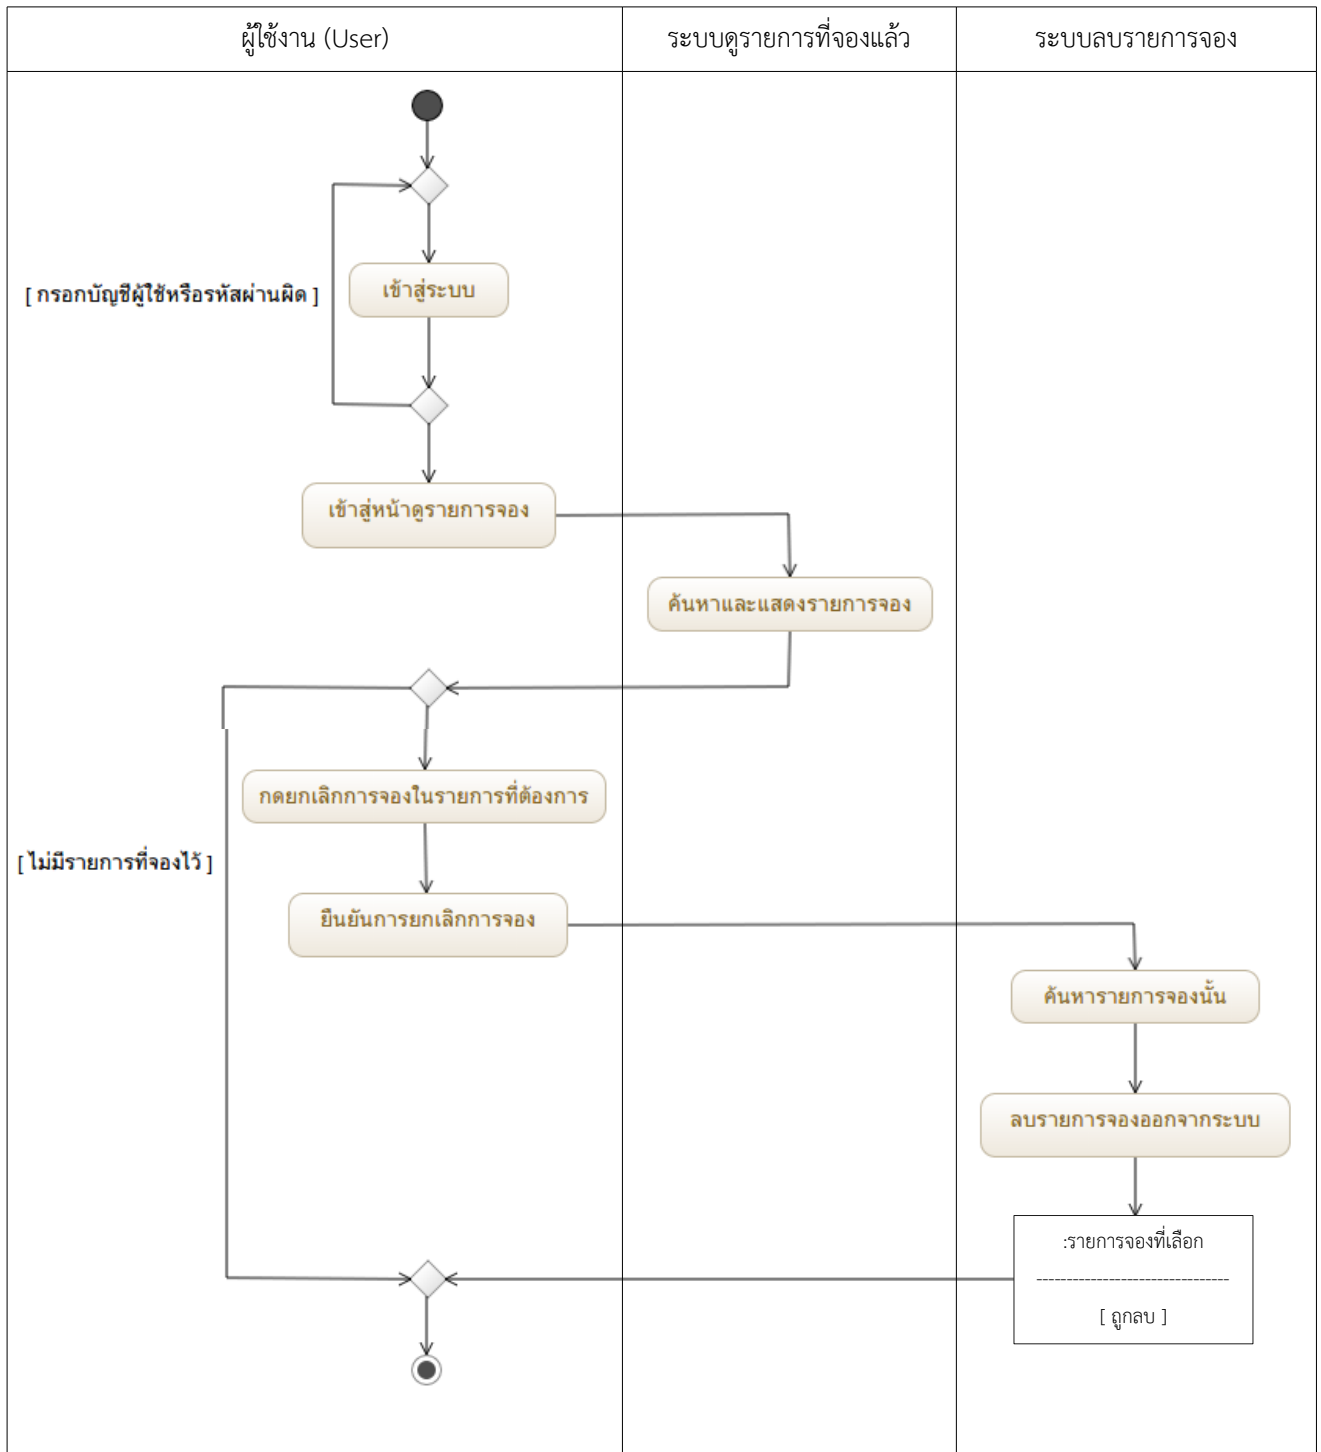 ผู้ใช้งาน (User)
ระบบดูรายการที่จองแล้ว
ระบบลบรายการจอง
[ กรอกบัญชีผู้ใช้หรือรหัสผ่านผิด ]
เข้าสู่ระบบ
เข้าสู่หน้าดูรายการจอง
ค้นหาและแสดงรายการจอง
กดยกเลิกการจองในรายการที่ต้องการ
[ ไม่มีรายการที่จองไว้ ]
ยืนยันการยกเลิกการจอง
ค้นหารายการจองนั้น
ลบรายการจองออกจากระบบ
:รายการจองที่เลือก
--------------------------------
[ ถูกลบ ]